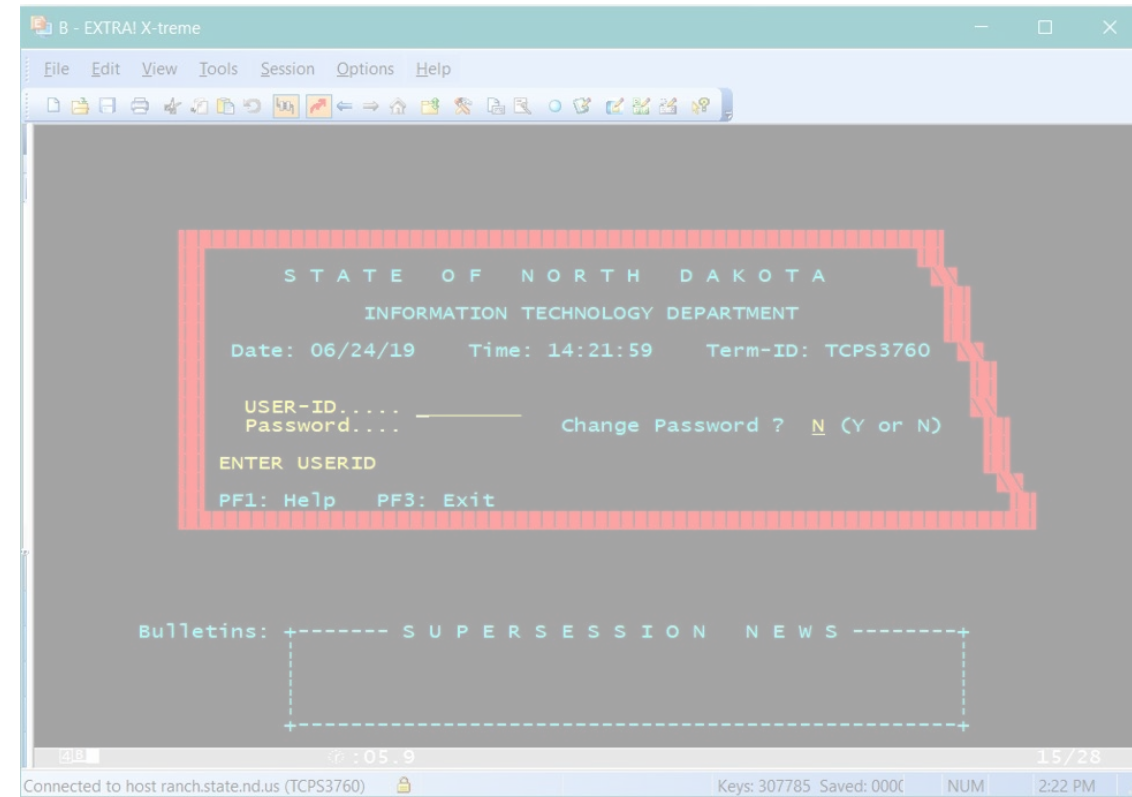 B - EXTRA! X-treme
File Edit View Tools Session Options Help
S T A T E O F N O R T H D A K O T A
INFORMATION TECHNOLOGY DEPARTMENT
Date: 06/24/19 Time: 14:21:59 Term-ID: TCPS3760
USER-ID.....
Password.... Change Password ? N (Y or N)
ENTER USERID
PF1: Help PF3: Exit
Bulletins: +------- S U P E R S E S S I O N N E W S --------+
4B :05.9 15/28
Connected to host ranch.state.nd.us (TCPS3760) Keys: 307785 Saved: 000 NUM 2:22 PM